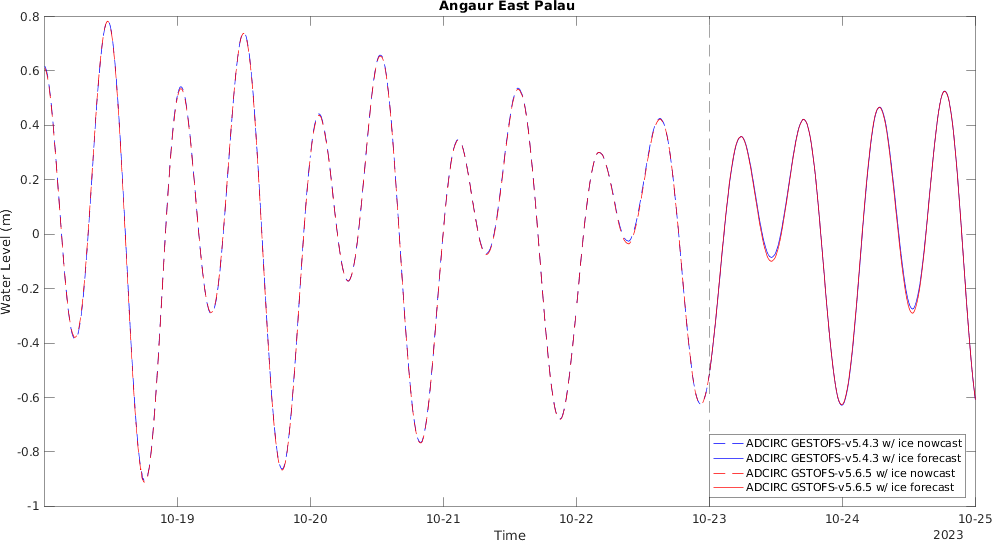 Angaur East Palau
0.8
0.6
0.4
0.2
0
-0.2
-0.4
-0.6
-0.8
-1
Water Level (m)
ADCIRC GESTOFS-v5.4.3 w/ ice nowcast
ADCIRC GESTOFS-v5.4.3 w/ ice forecast
ADCIRC GSTOFS-v5.6.5 w/ ice nowcast
ADCIRC GSTOFS-v5.6.5 w/ ice forecast
10-19 10-20 10-21 10-22 10-23 10-24 10-25
Time
2023